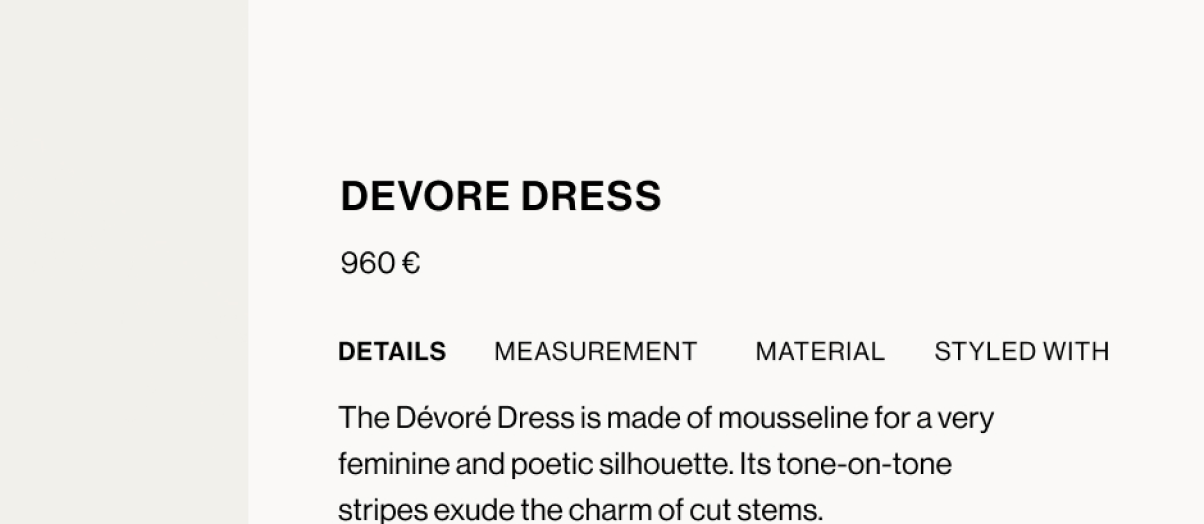 DEVORE DRESS
960 €
DETAILS MEASUREMENT MATERIAL STYLED WITH
The Dévoré Dress is made of mousseline for a very
feminine and poetic silhouette. Its tone-on-tone
stripes exude the charm of cut stems.